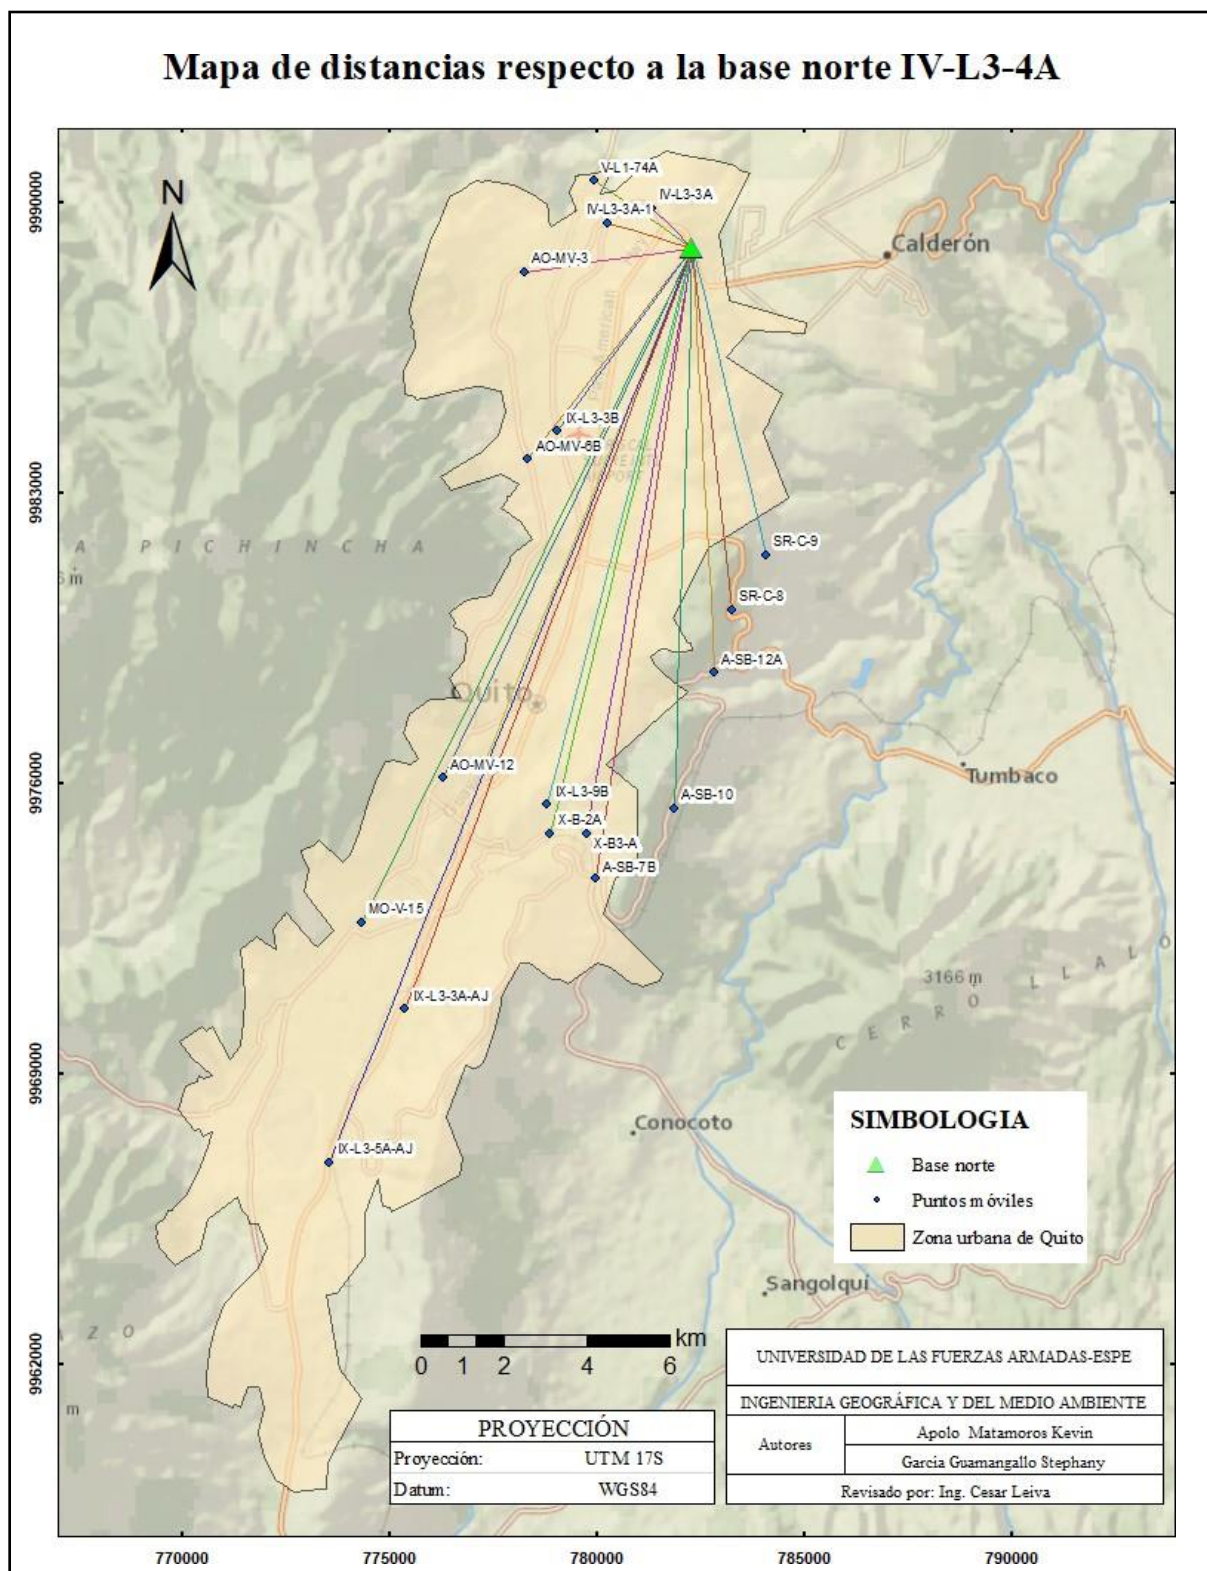 Mapa de distancias respecto a la base norte IV-L3-4A
N
V-L1-74A
IV-L3-3A
IV-L3-3A-1
AO-MV-3
Calderón
IX-L3-3B
AO-MV-6B
A PICHINCHA
SR-C-9
SR-C-8
A-SB-12A
Quito
AO-MV-12
IX-L3-9B
A-SB-10
Tumbaco
X-B-2A
X-B3-A
A-SB-7B
MO-V-15
3166 m
CERRO LLALO
IX-L3-3A-AJ
Conocoto
IX-L3-5A-AJ
Sangolquí
AZO
m
9990000
9983000
9976000
9969000
9962000
SIMBOLOGIA
Base norte
Puntos móviles
Zona urbana de Quito
km
0 1 2 4 6
PROYECCIÓN
Proyección: UTM 17S
Datum: WGS84
UNIVERSIDAD DE LAS FUERZAS ARMADAS-ESPE
INGENIERIA GEOGRÁFICA Y DEL MEDIO AMBIENTE
Autores
Apolo Matamoros Kevin
Garcia Guamangallo Stephany
Revisado por: Ing. Cesar Leiva
770000 775000 780000 785000 790000